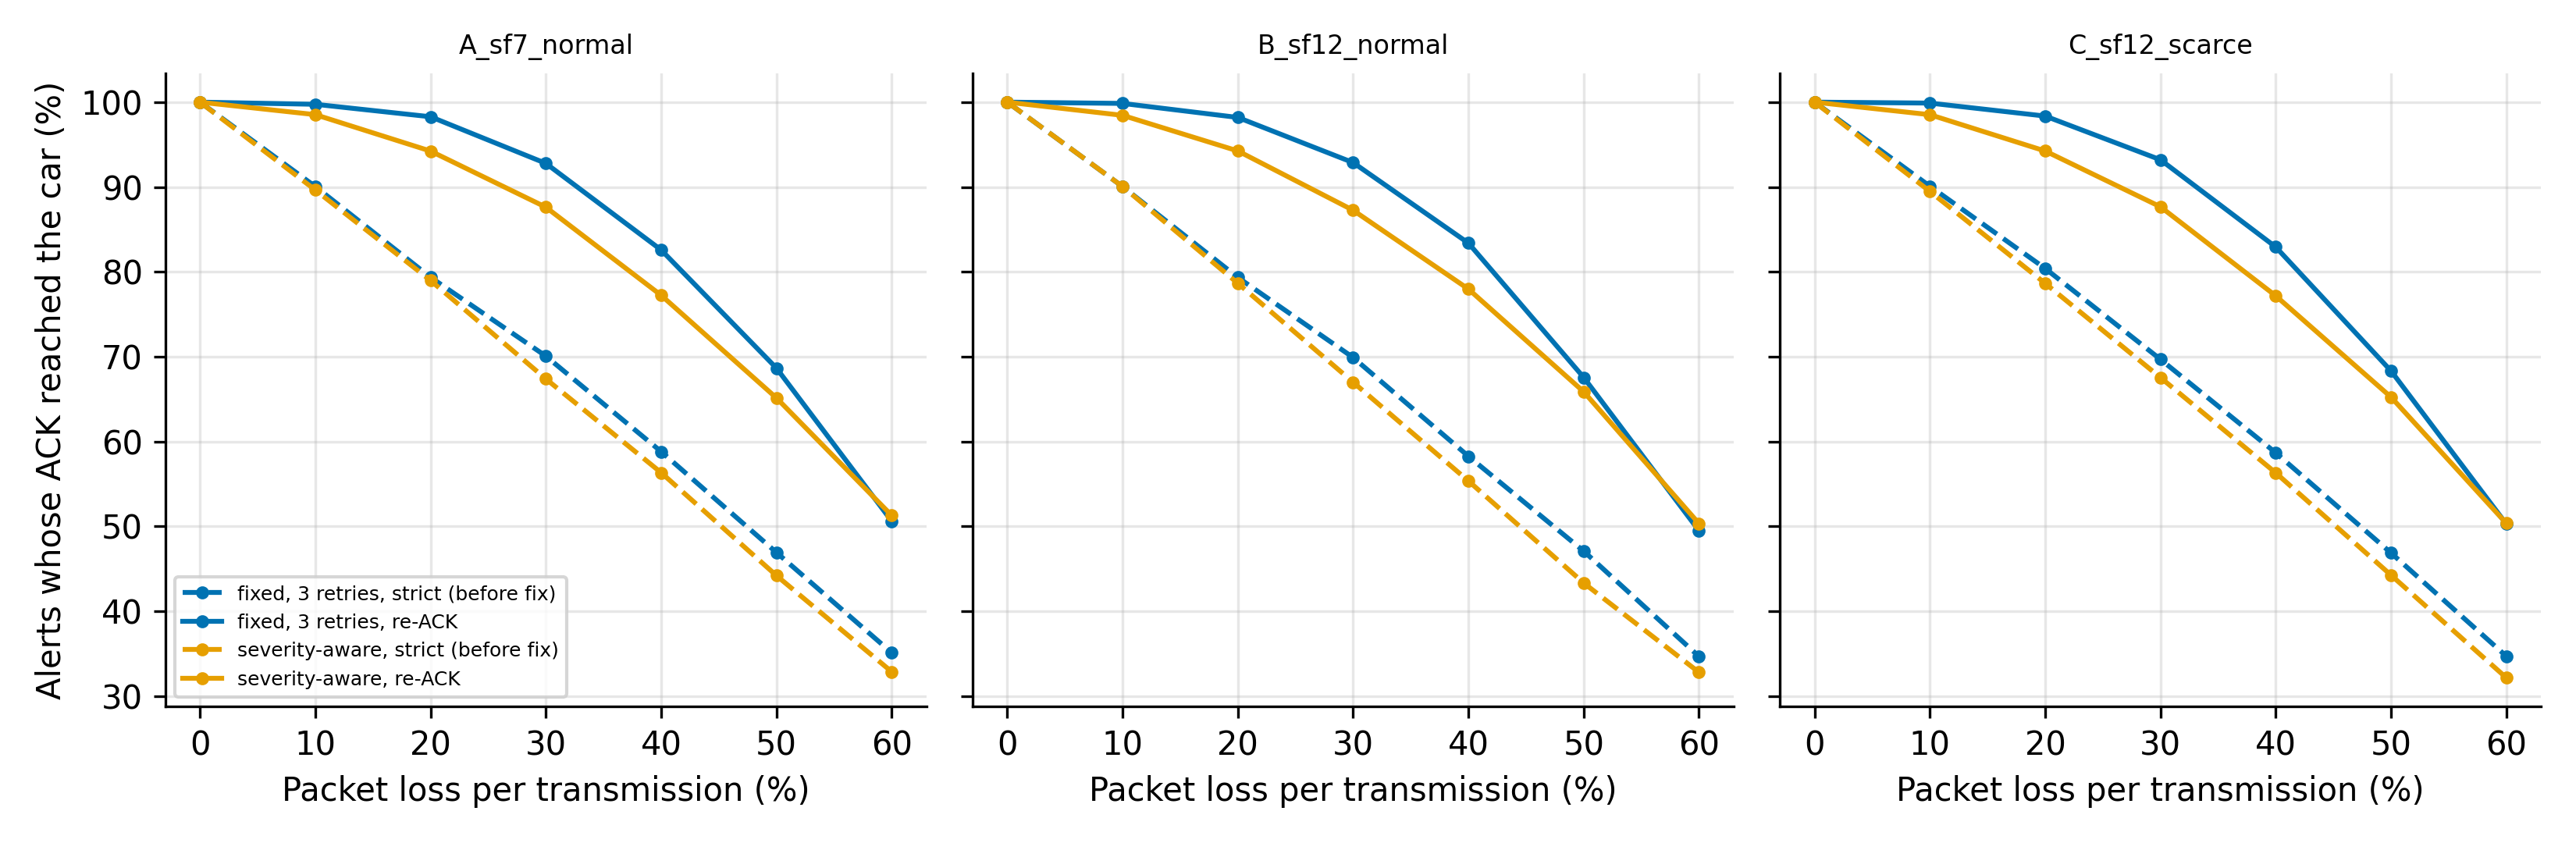 A_sf7_normal
B_sf12_normal
C_sf12_scarce
Alerts whose ACK reached the car (%)
100
90
80
70
60
50
40
30
fixed, 3 retries, strict (before fix)
fixed, 3 retries, re-ACK
severity-aware, strict (before fix)
severity-aware, re-ACK
0 10 20 30 40 50 60
0 10 20 30 40 50 60
0 10 20 30 40 50 60
Packet loss per transmission (%)
Packet loss per transmission (%)
Packet loss per transmission (%)